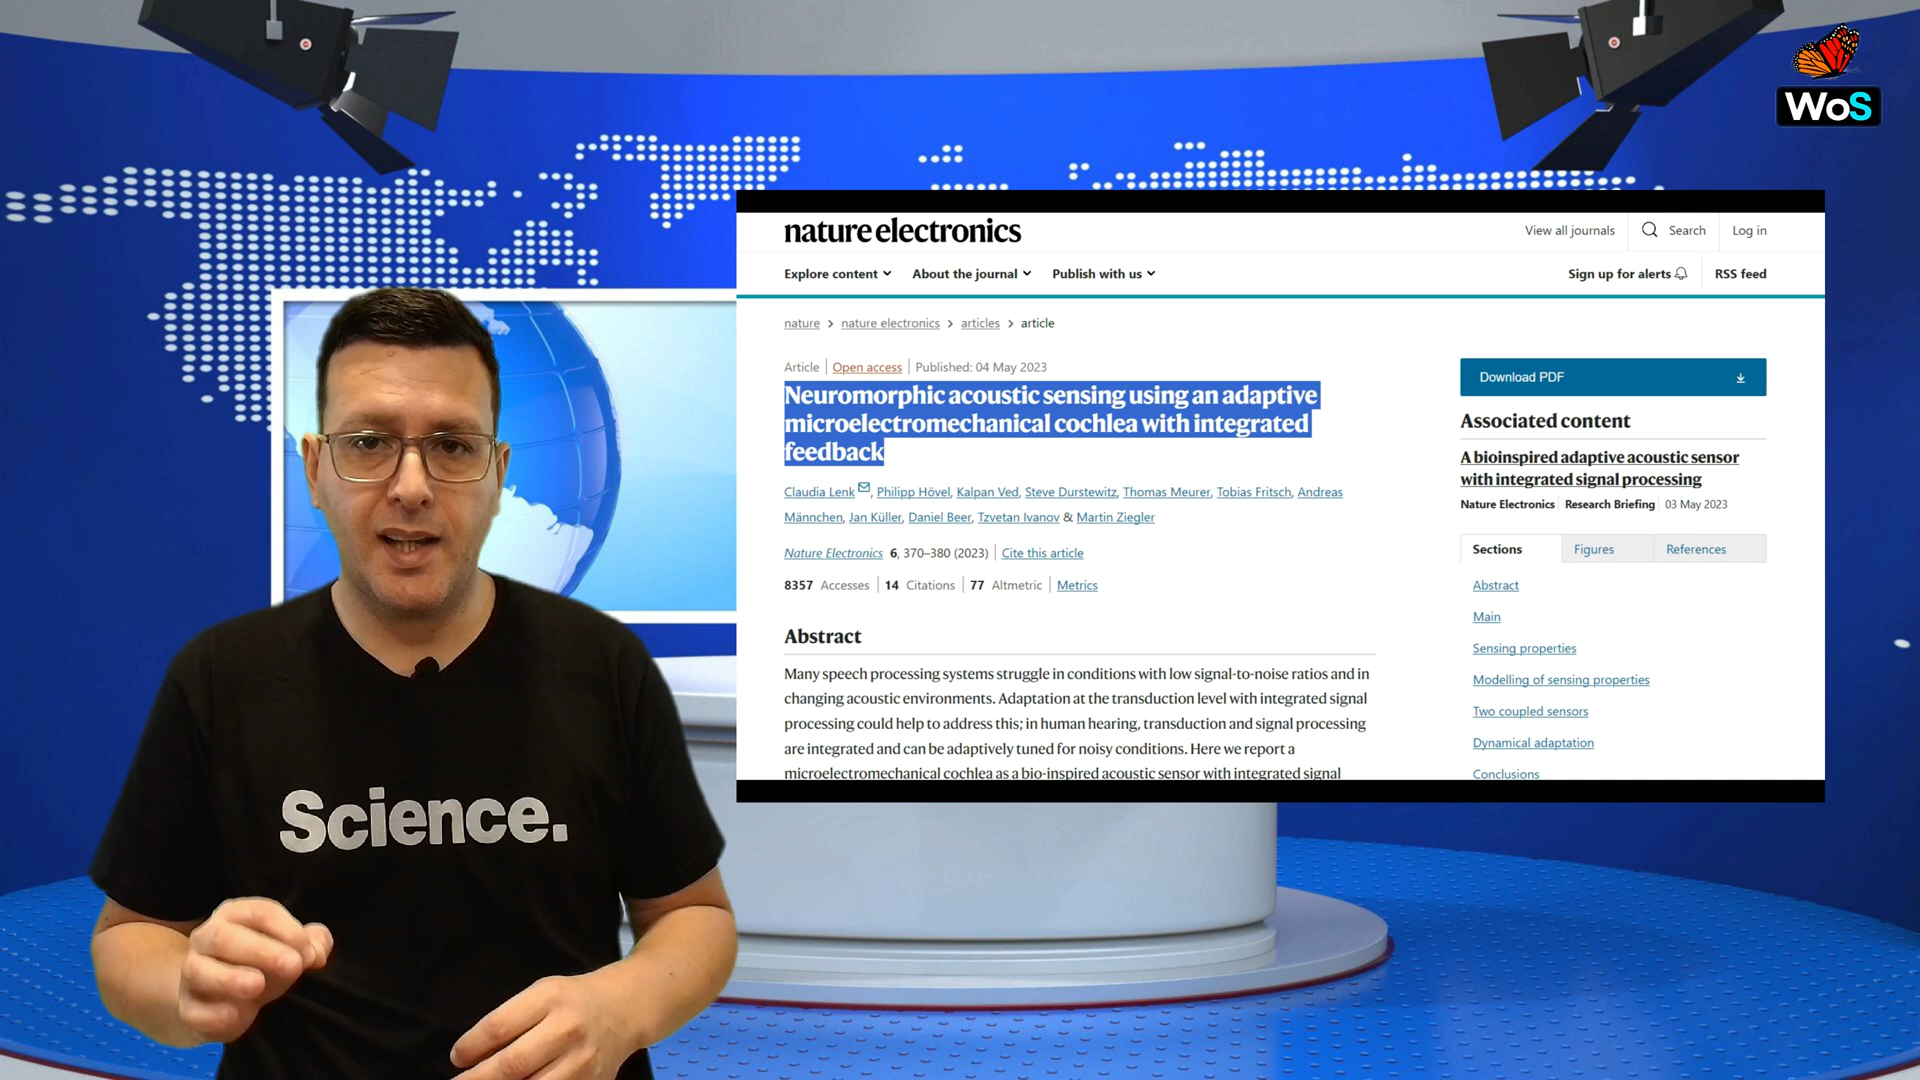 WoS
nature electronics
View all journals
Search
Log in
Explore content
About the journal
Publish with us
Sign up for alerts
RSS feed
nature > nature electronics > articles > article
Article | Open access | Published: 04 May 2023
Neuromorphic acoustic sensing using an adaptive
microelectromechanical cochlea with integrated
feedback
Claudia Lenk, Philipp Hövel, Kalpan Ved, Steve Durstewitz, Thomas Meurer, Tobias Fritsch, Andreas
Männchen, Jan Küller, Daniel Beer, Tzvetan Ivanov & Martin Ziegler
Nature Electronics 6, 370–380 (2023) | Cite this article
8357 Accesses | 14 Citations | 77 Altmetric | Metrics
Abstract
Many speech processing systems struggle in conditions with low signal-to-noise ratios and in
changing acoustic environments. Adaptation at the transduction level with integrated signal
processing could help to address this; in human hearing, transduction and signal processing
are integrated and can be adaptively tuned for noisy conditions. Here we report a
microelectromechanical cochlea as a bio-inspired acoustic sensor with integrated signal
Download PDF
Associated content
A bioinspired adaptive acoustic sensor
with integrated signal processing
Nature Electronics | Research Briefing | 03 May 2023
Sections
Figures
References
Abstract
Main
Sensing properties
Modelling of sensing properties
Two coupled sensors
Dynamical adaptation
Conclusions
Science.